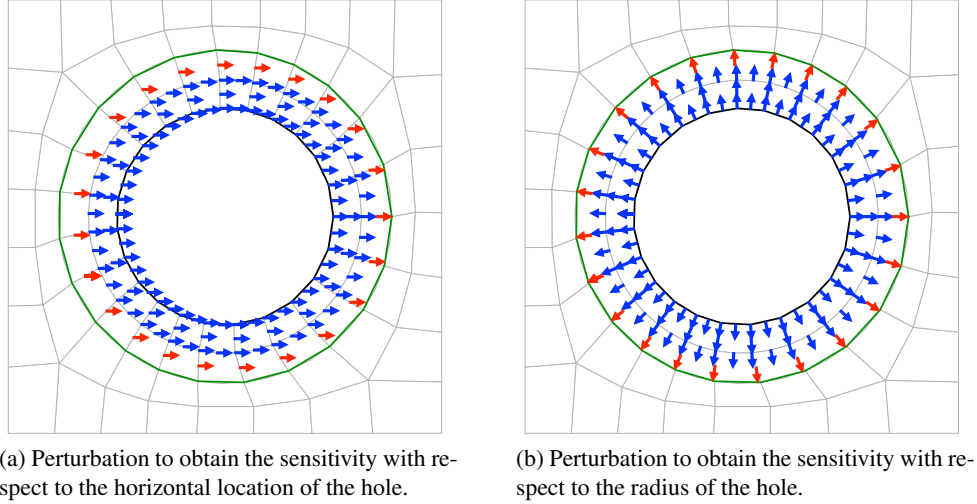 (a) Perturbation to obtain the sensitivity with re-
spect to the horizontal location of the hole.
(b) Perturbation to obtain the sensitivity with re-
spect to the radius of the hole.